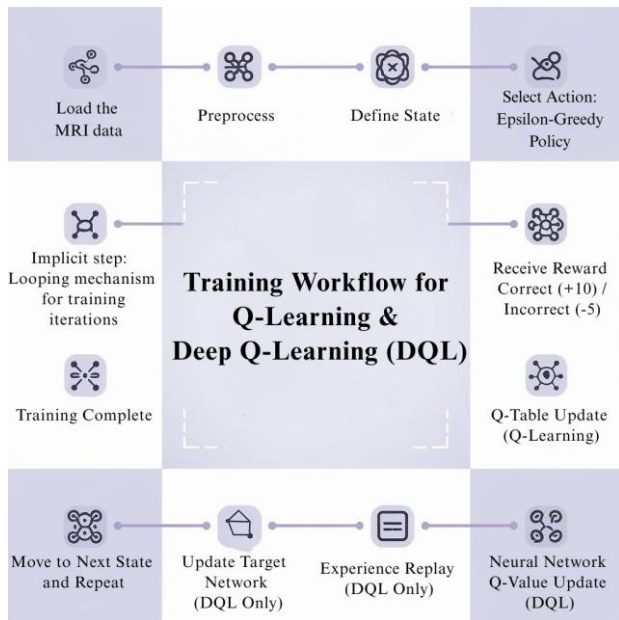 Load the
MRI data
Preprocess
Define State
Select Action:
Epsilon-Greedy
Policy
Implicit step:
Looping mechanism
for training
iterations
Training Workflow for
Q-Learning &
Deep Q-Learning (DQL)
Receive Reward
Correct (+10) /
Incorrect (-5)
Training Complete
Q-Table Update
(Q-Learning)
Move to Next State
and Repeat
Update Target
Network
(DQL Only)
Experience Replay
(DQL Only)
Neural Network
Q-Value Update
(DQL)